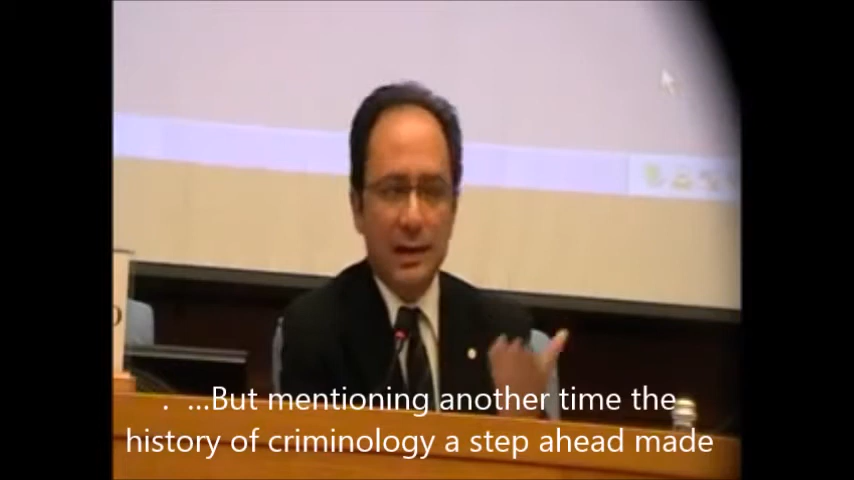 . ...But mentioning another time the
history of criminology a step ahead made